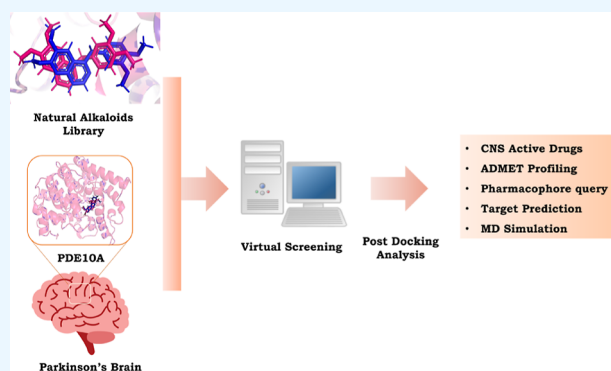 Natural Alkaloids
Library
PDE10A
Parkinson's Brain
Virtual Screening
Post Docking
Analysis
• CNS Active Drugs
• ADMET Profiling
• Pharmacophore query
• Target Prediction
• MD Simulation